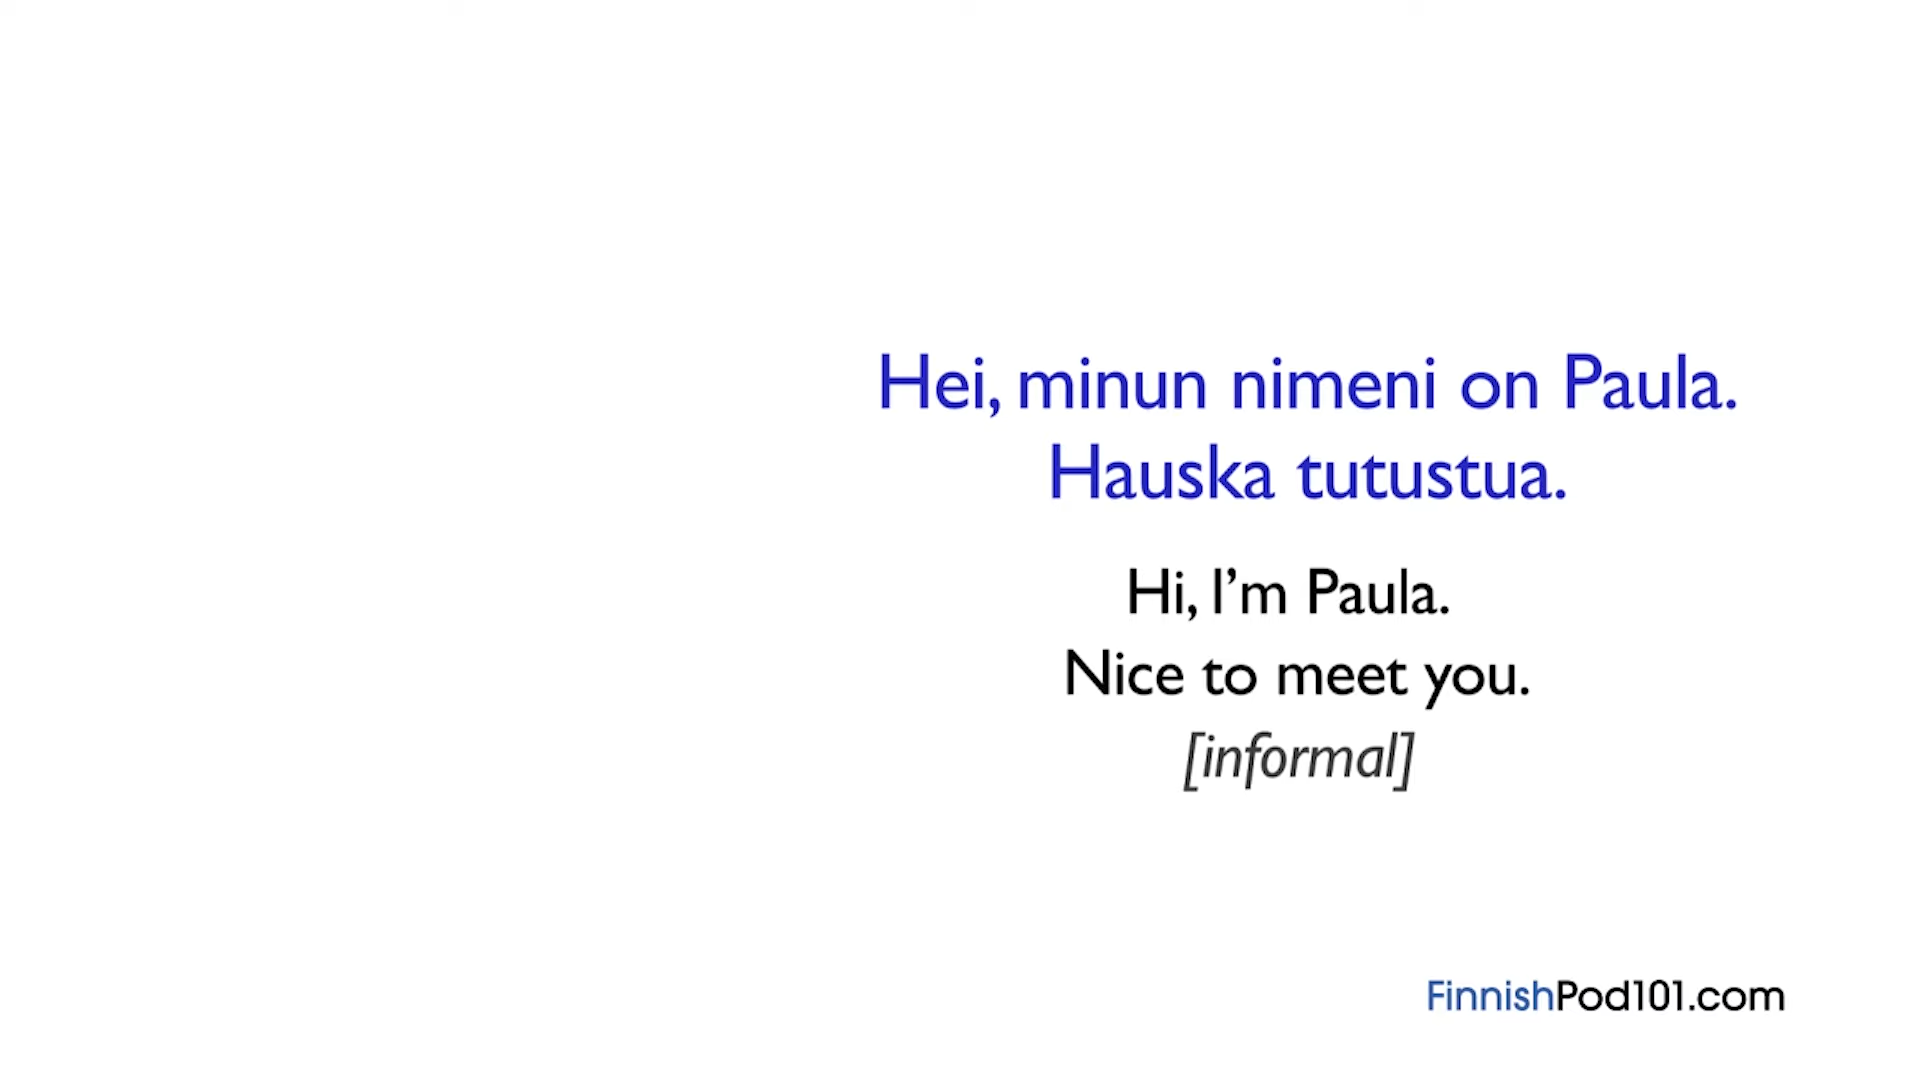 Hei, minun nimeni on Paula.
Hauska tutustua.
Hi, I’m Paula.
Nice to meet you.
[informal]
FinnishPod101.com